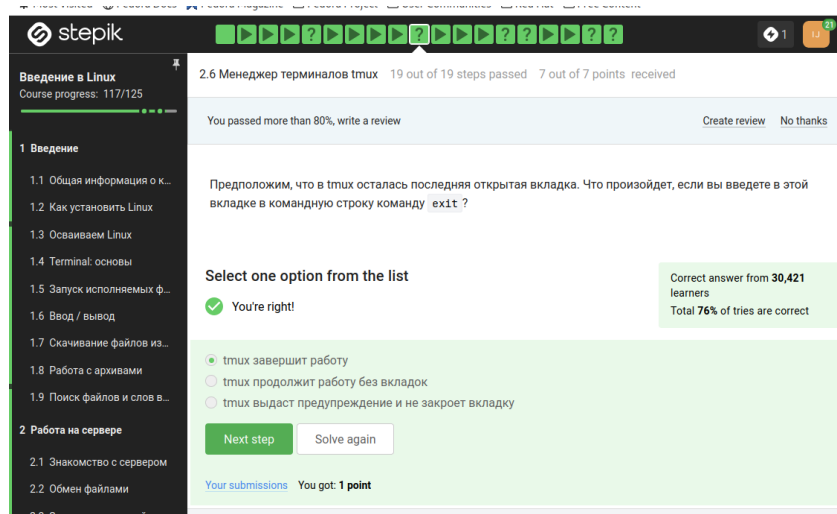 stepik
1
IJ
21
Введение в Linux
Course progress: 117/125
2.6 Менеджер терминалов tmux 19 out of 19 steps passed 7 out of 7 points received
You passed more than 80%, write a review
Create review No thanks
1 Введение
1.1 Общая информация о к...
1.2 Как установить Linux
1.3 Осваиваем Linux
1.4 Terminal: основы
1.5 Запуск исполняемых ф...
1.6 Ввод / вывод
1.7 Скачивание файлов из...
1.8 Работа с архивами
1.9 Поиск файлов и слов в...
2 Работа на сервере
2.1 Знакомство с сервером
2.2 Обмен файлами
Предположим, что в tmux осталась последняя открытая вкладка. Что произойдет, если вы введете в этой
вкладке в командную строку команду exit ?
Select one option from the list
You're right!
Correct answer from 30,421
learners
Total 76% of tries are correct
tmux завершит работу
tmux продолжит работу без вкладок
tmux выдаст предупреждение и не закроет вкладку
Next step Solve again
Your submissions You got: 1 point